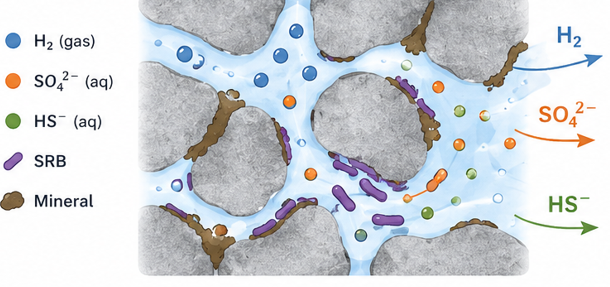 H₂ (gas)
SO₄²⁻ (aq)
HS⁻ (aq)
SRB
Mineral
H₂
SO₄²⁻
HS⁻